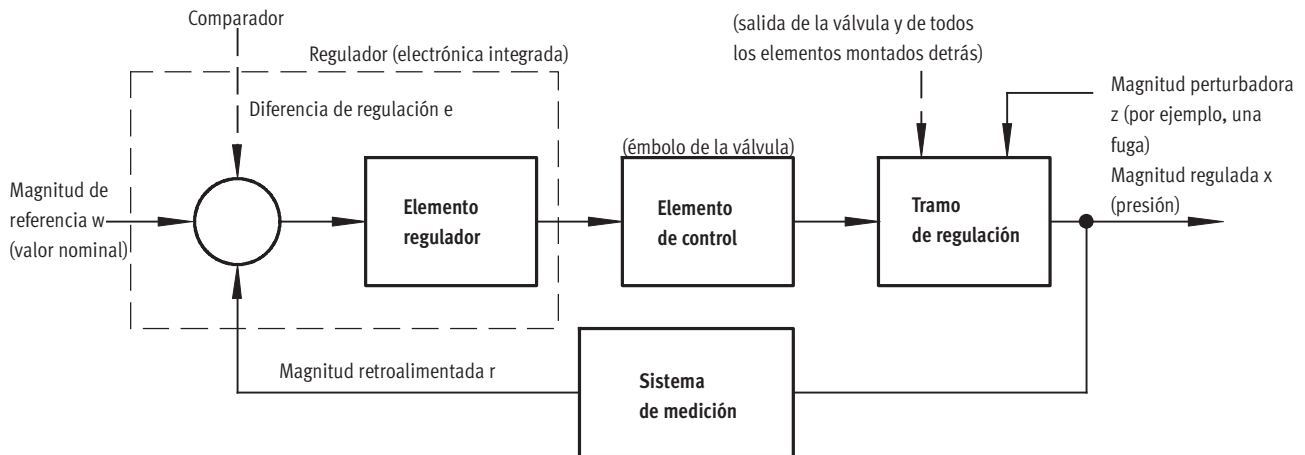 Comparador
Regulador (electrónica integrada)
Diferencia de regulación e
(salida de la válvula y de todos
los elementos montados detrás)
Magnitud perturbadora
z (por ejemplo, una
fuga)
Magnitud regulada x
(presión)
(émbolo de la válvula)
Magnitud de
referencia w
(valor nominal)
Elemento
regulador
Elemento
de control
Tramo
de regulación
Magnitud retroalimentada r
Sistema
de medición